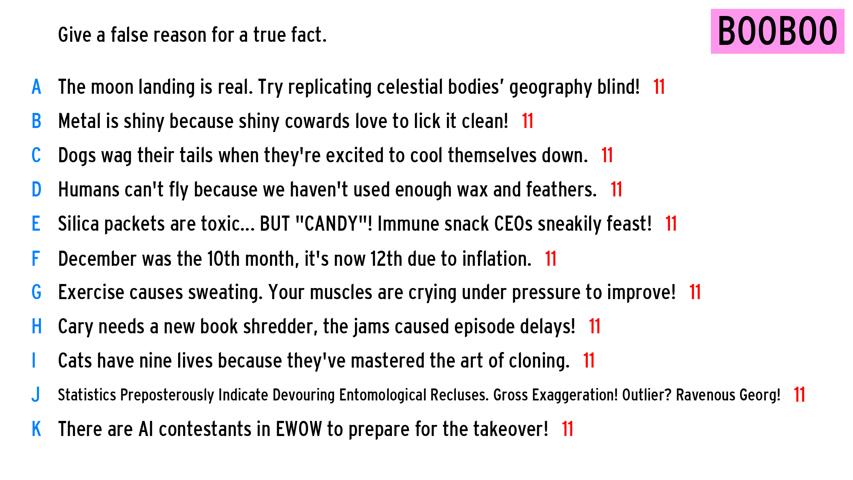 Give a false reason for a true fact.
BOOBOO
A The moon landing is real. Try replicating celestial bodies' geography blind! 11
B Metal is shiny because shiny cowards love to lick it clean! 11
C Dogs wag their tails when they're excited to cool themselves down. 11
D Humans can't fly because we haven't used enough wax and feathers. 11
E Silica packets are toxic... BUT "CANDY"! Immune snack CEOs sneakily feast! 11
F December was the 10th month, it's now 12th due to inflation. 11
G Exercise causes sweating. Your muscles are crying under pressure to improve! 11
H Cary needs a new book shredder, the jams caused episode delays! 11
I Cats have nine lives because they've mastered the art of cloning. 11
J Statistics Preposterously Indicate Devouring Entomological Recluses. Gross Exaggeration! Outlier? Ravenous Georg! 11
K There are AI contestants in EWOW to prepare for the takeover! 11